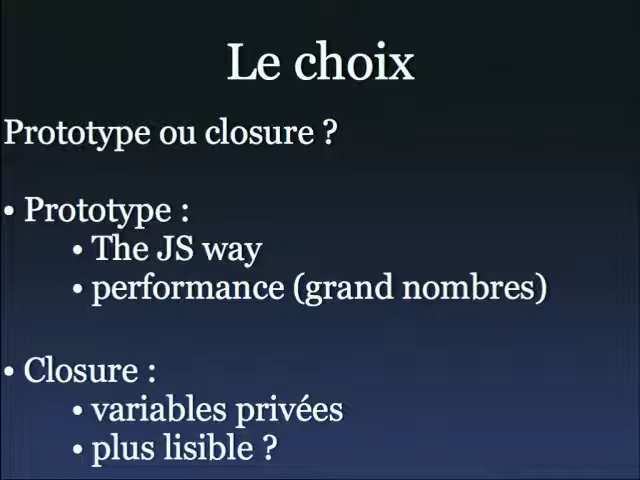 Le choix
Prototype ou closure ?
• Prototype :
• The JS way
• performance (grand nombres)
• Closure :
• variables privées
• plus lisible ?